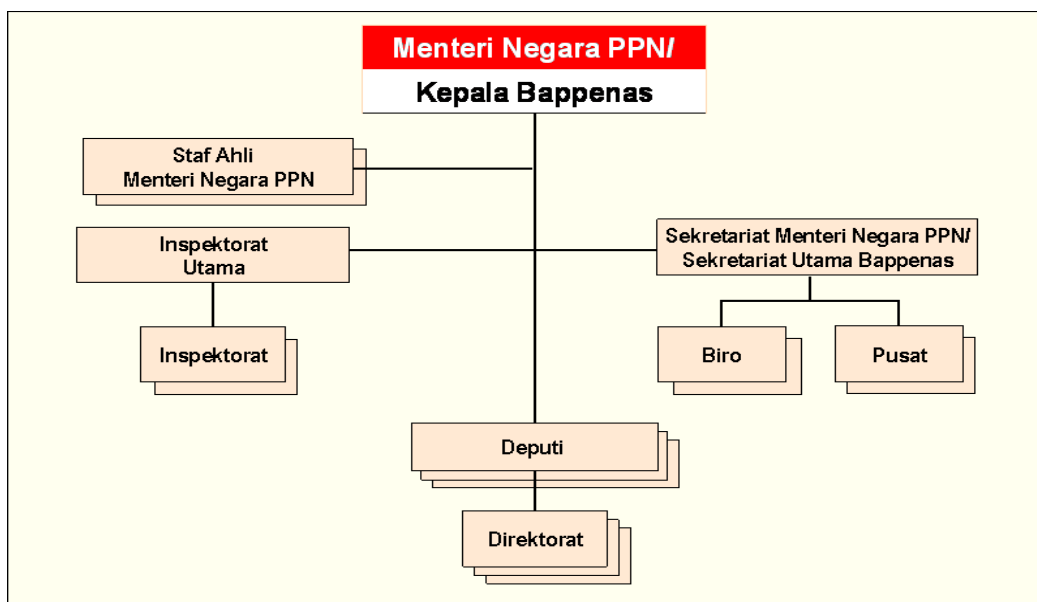 Menteri Negara PPN/
Kepala Bappenas
Staf Ahli
Menteri Negara PPN
Inspektorat
Utama
Sekretariat Menteri Negara PPN/
Sekretariat Utama Bappenas
Inspektorat
Biro
Pusat
Deputi
Direktorat